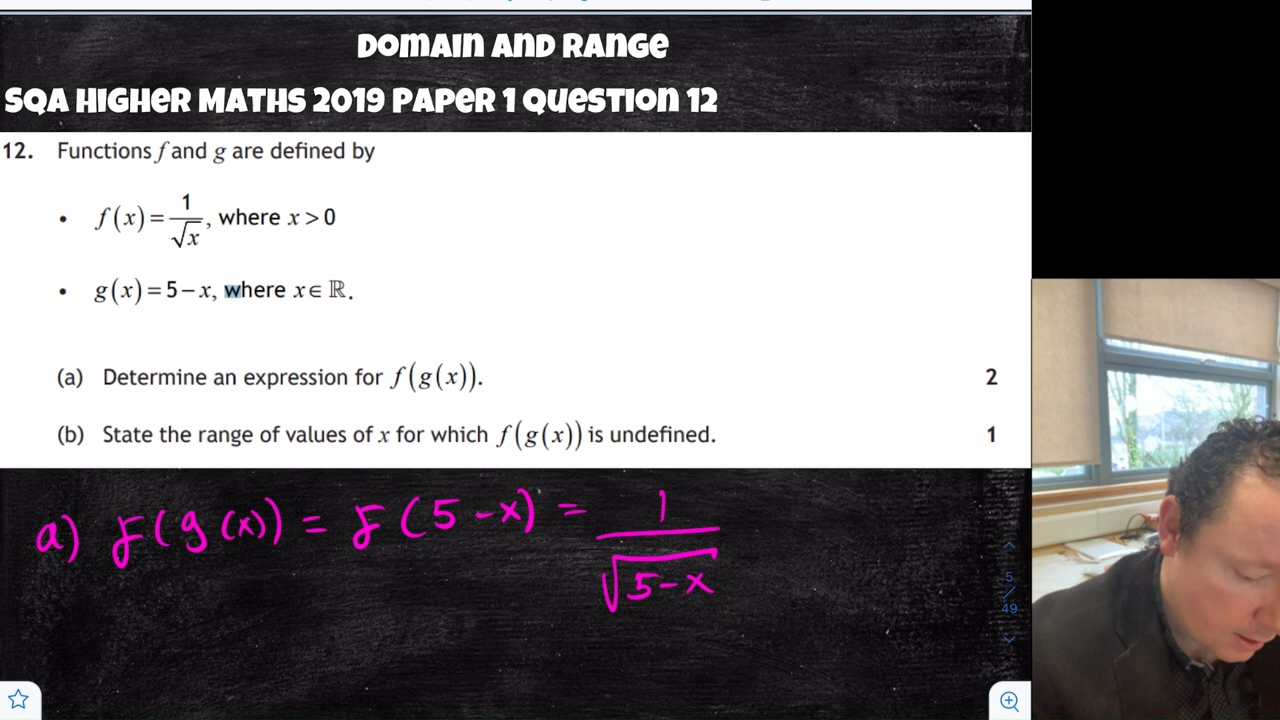 Domain and Range
SQA Higher Maths 2019 Paper 1 Question 12
12. Functions f and g are defined by
• f(x) = 1/√x, where x > 0
• g(x) = 5 − x, where x ∈ ℝ.
(a) Determine an expression for f(g(x)). 2
(b) State the range of values of x for which f(g(x)) is undefined. 1
a) f(g(x)) = f(5 − x) = 1/√(5 − x)
5
/
49